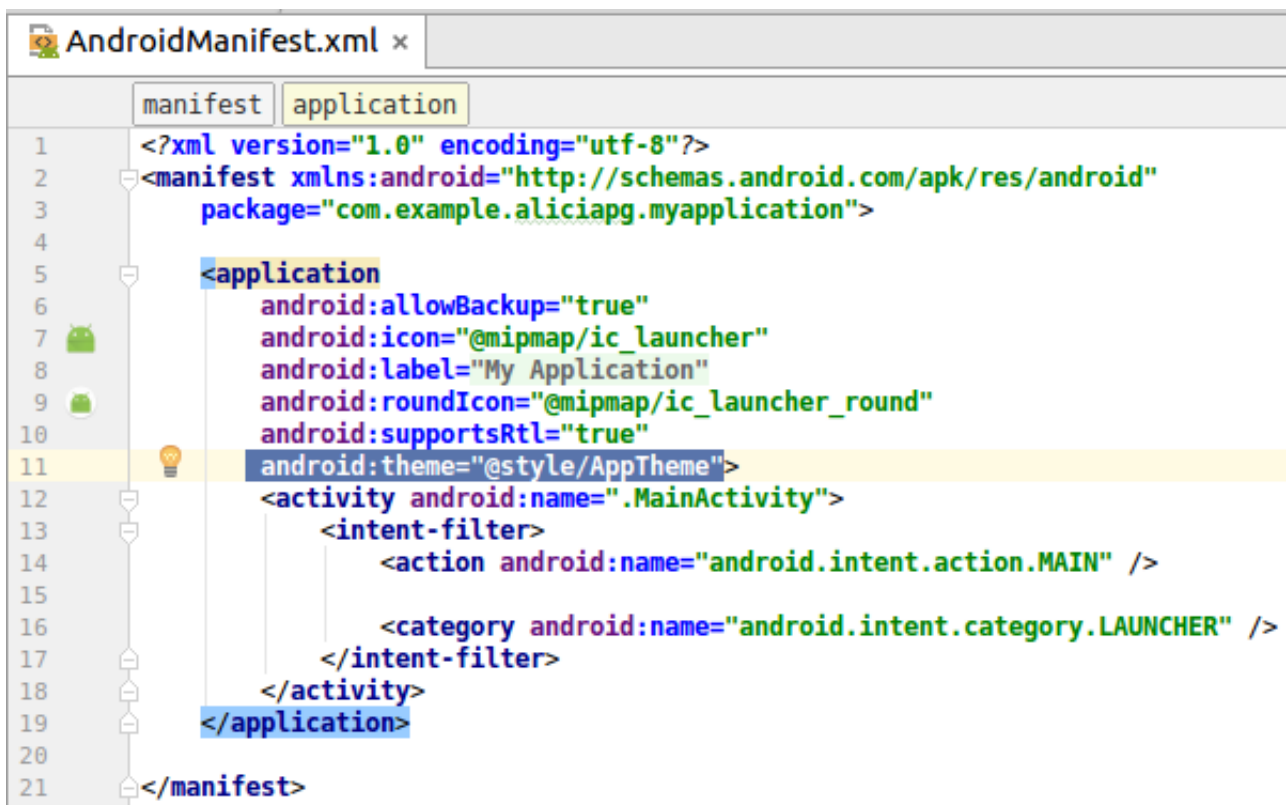 AndroidManifest.xml ×
manifest application
1 <?xml version="1.0" encoding="utf-8"?>
2 <manifest xmlns:android="http://schemas.android.com/apk/res/android"
3 package="com.example.aliciapg.myapplication">
4
5 <application
6 android:allowBackup="true"
7 android:icon="@mipmap/ic_launcher"
8 android:label="My Application"
9 android:roundIcon="@mipmap/ic_launcher_round"
10 android:supportsRtl="true"
11 android:theme="@style/AppTheme">
12 <activity android:name=".MainActivity">
13 <intent-filter>
14 <action android:name="android.intent.action.MAIN" />
15
16 <category android:name="android.intent.category.LAUNCHER" />
17 </intent-filter>
18 </activity>
19 </application>
20
21 </manifest>